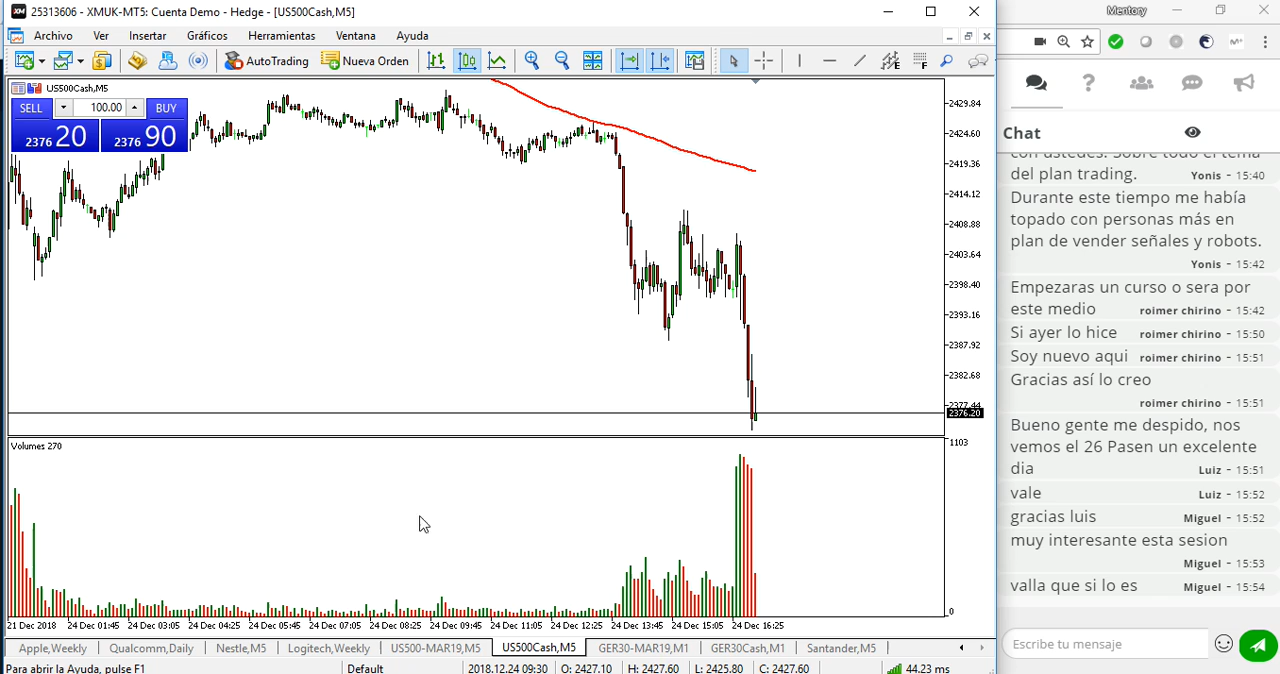 25313606 - XMUK-MT5: Cuenta Demo - Hedge - [US500Cash,M5]
Mentory
Archivo Ver Insertar Gráficos Herramientas Ventana Ayuda
AutoTrading Nueva Orden
US500Cash,M5
SELL 100.00 BUY
2376 20 2376 90
2429.84
2424.60
2419.36
2414.12
2408.88
2403.64
2398.40
2393.16
2387.92
2382.68
2377.44
2376.20
Volumes 270
1103
0
21 Dec 2018 24 Dec 01:45 24 Dec 03:05 24 Dec 04:25 24 Dec 05:45 24 Dec 07:05 24 Dec 08:25 24 Dec 09:45 24 Dec 11:05 24 Dec 12:25 24 Dec 13:45 24 Dec 15:05 24 Dec 16:25
Apple,Weekly Qualcomm,Daily Nestle,M5 Logitech,Weekly US500-MAR19,M5 US500Cash,M5 GER30-MAR19,M1 GER30Cash,M1 Santander,M5
Para abrir la Ayuda, pulse F1 Default 2018.12.24 09:30 O: 2427.10 H: 2427.60 L: 2425.80 C: 2427.60 44.23 ms
Chat
con ustedes. Sobre todo el tema
del plan trading. Yonis - 15:40
Durante este tiempo me había
topado con personas más en
plan de vender señales y robots.
Yonis - 15:42
Empezaras un curso o sera por
este medio roimer chirino - 15:42
Si ayer lo hice roimer chirino - 15:50
Soy nuevo aqui roimer chirino - 15:51
Gracias así lo creo
roimer chirino - 15:51
Bueno gente me despido, nos
vemos el 26 Pasen un excelente
dia Luiz - 15:51
vale Luiz - 15:52
gracias luis Miguel - 15:52
muy interesante esta sesion
Miguel - 15:53
valla que si lo es Miguel - 15:54
Escribe tu mensaje